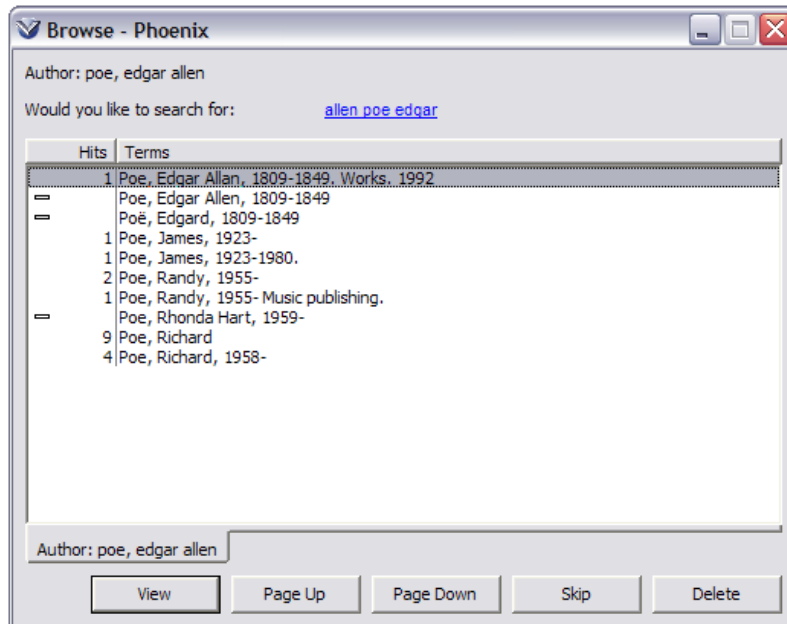 Browse - Phoenix
Author: poe, edgar allen
Would you like to search for: allen poe edgar
Hits Terms
1 Poe, Edgar Allan, 1809-1849. Works. 1992
Poe, Edgar Allen, 1809-1849
Poë, Edgard, 1809-1849
1 Poe, James, 1923-
1 Poe, James, 1923-1980.
2 Poe, Randy, 1955-
1 Poe, Randy, 1955- Music publishing.
Poe, Rhonda Hart, 1959-
9 Poe, Richard
4 Poe, Richard, 1958-
Author: poe, edgar allen
View Page Up Page Down Skip Delete